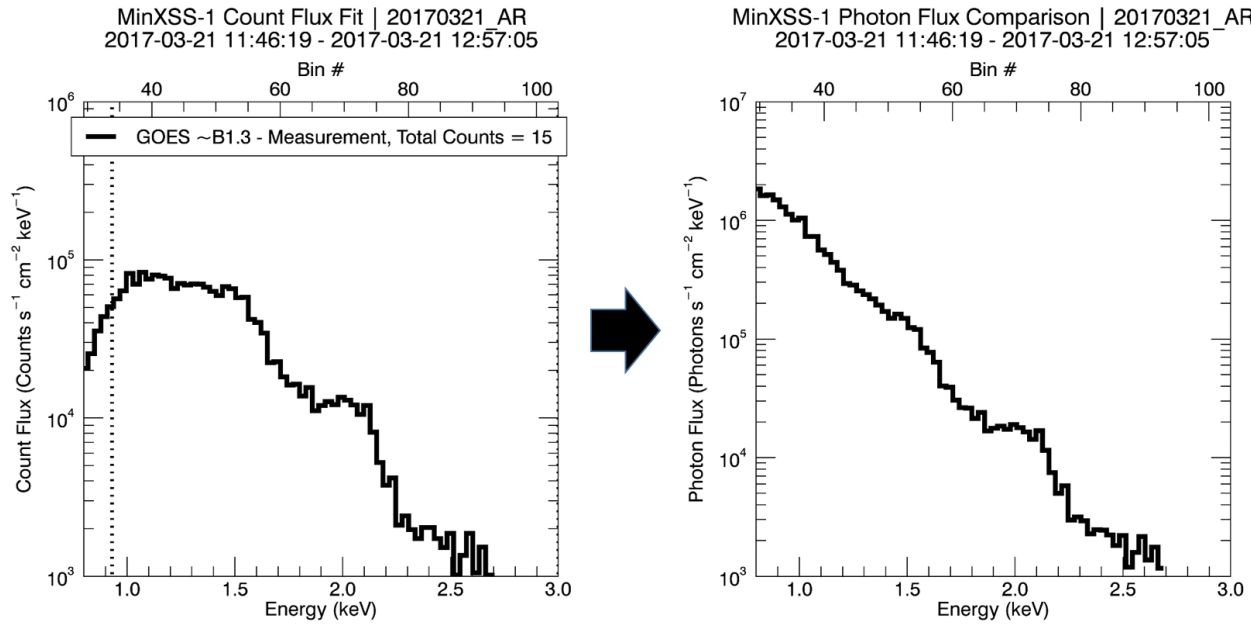 MinXSS-1 Count Flux Fit | 20170321_AR
2017-03-21 11:46:19 - 2017-03-21 12:57:05
Bin #
40 60 80 100
GOES ~B1.3 - Measurement, Total Counts = 15
Count Flux (Counts s⁻¹ cm⁻² keV⁻¹)
10⁶
10⁵
10⁴
10³
1.0 1.5 2.0 2.5 3.0
Energy (keV)
MinXSS-1 Photon Flux Comparison | 20170321_AR
2017-03-21 11:46:19 - 2017-03-21 12:57:05
Bin #
40 60 80 100
Photon Flux (Photons s⁻¹ cm⁻² keV⁻¹)
10⁷
10⁶
10⁵
10⁴
10³
1.0 1.5 2.0 2.5 3.0
Energy (keV)